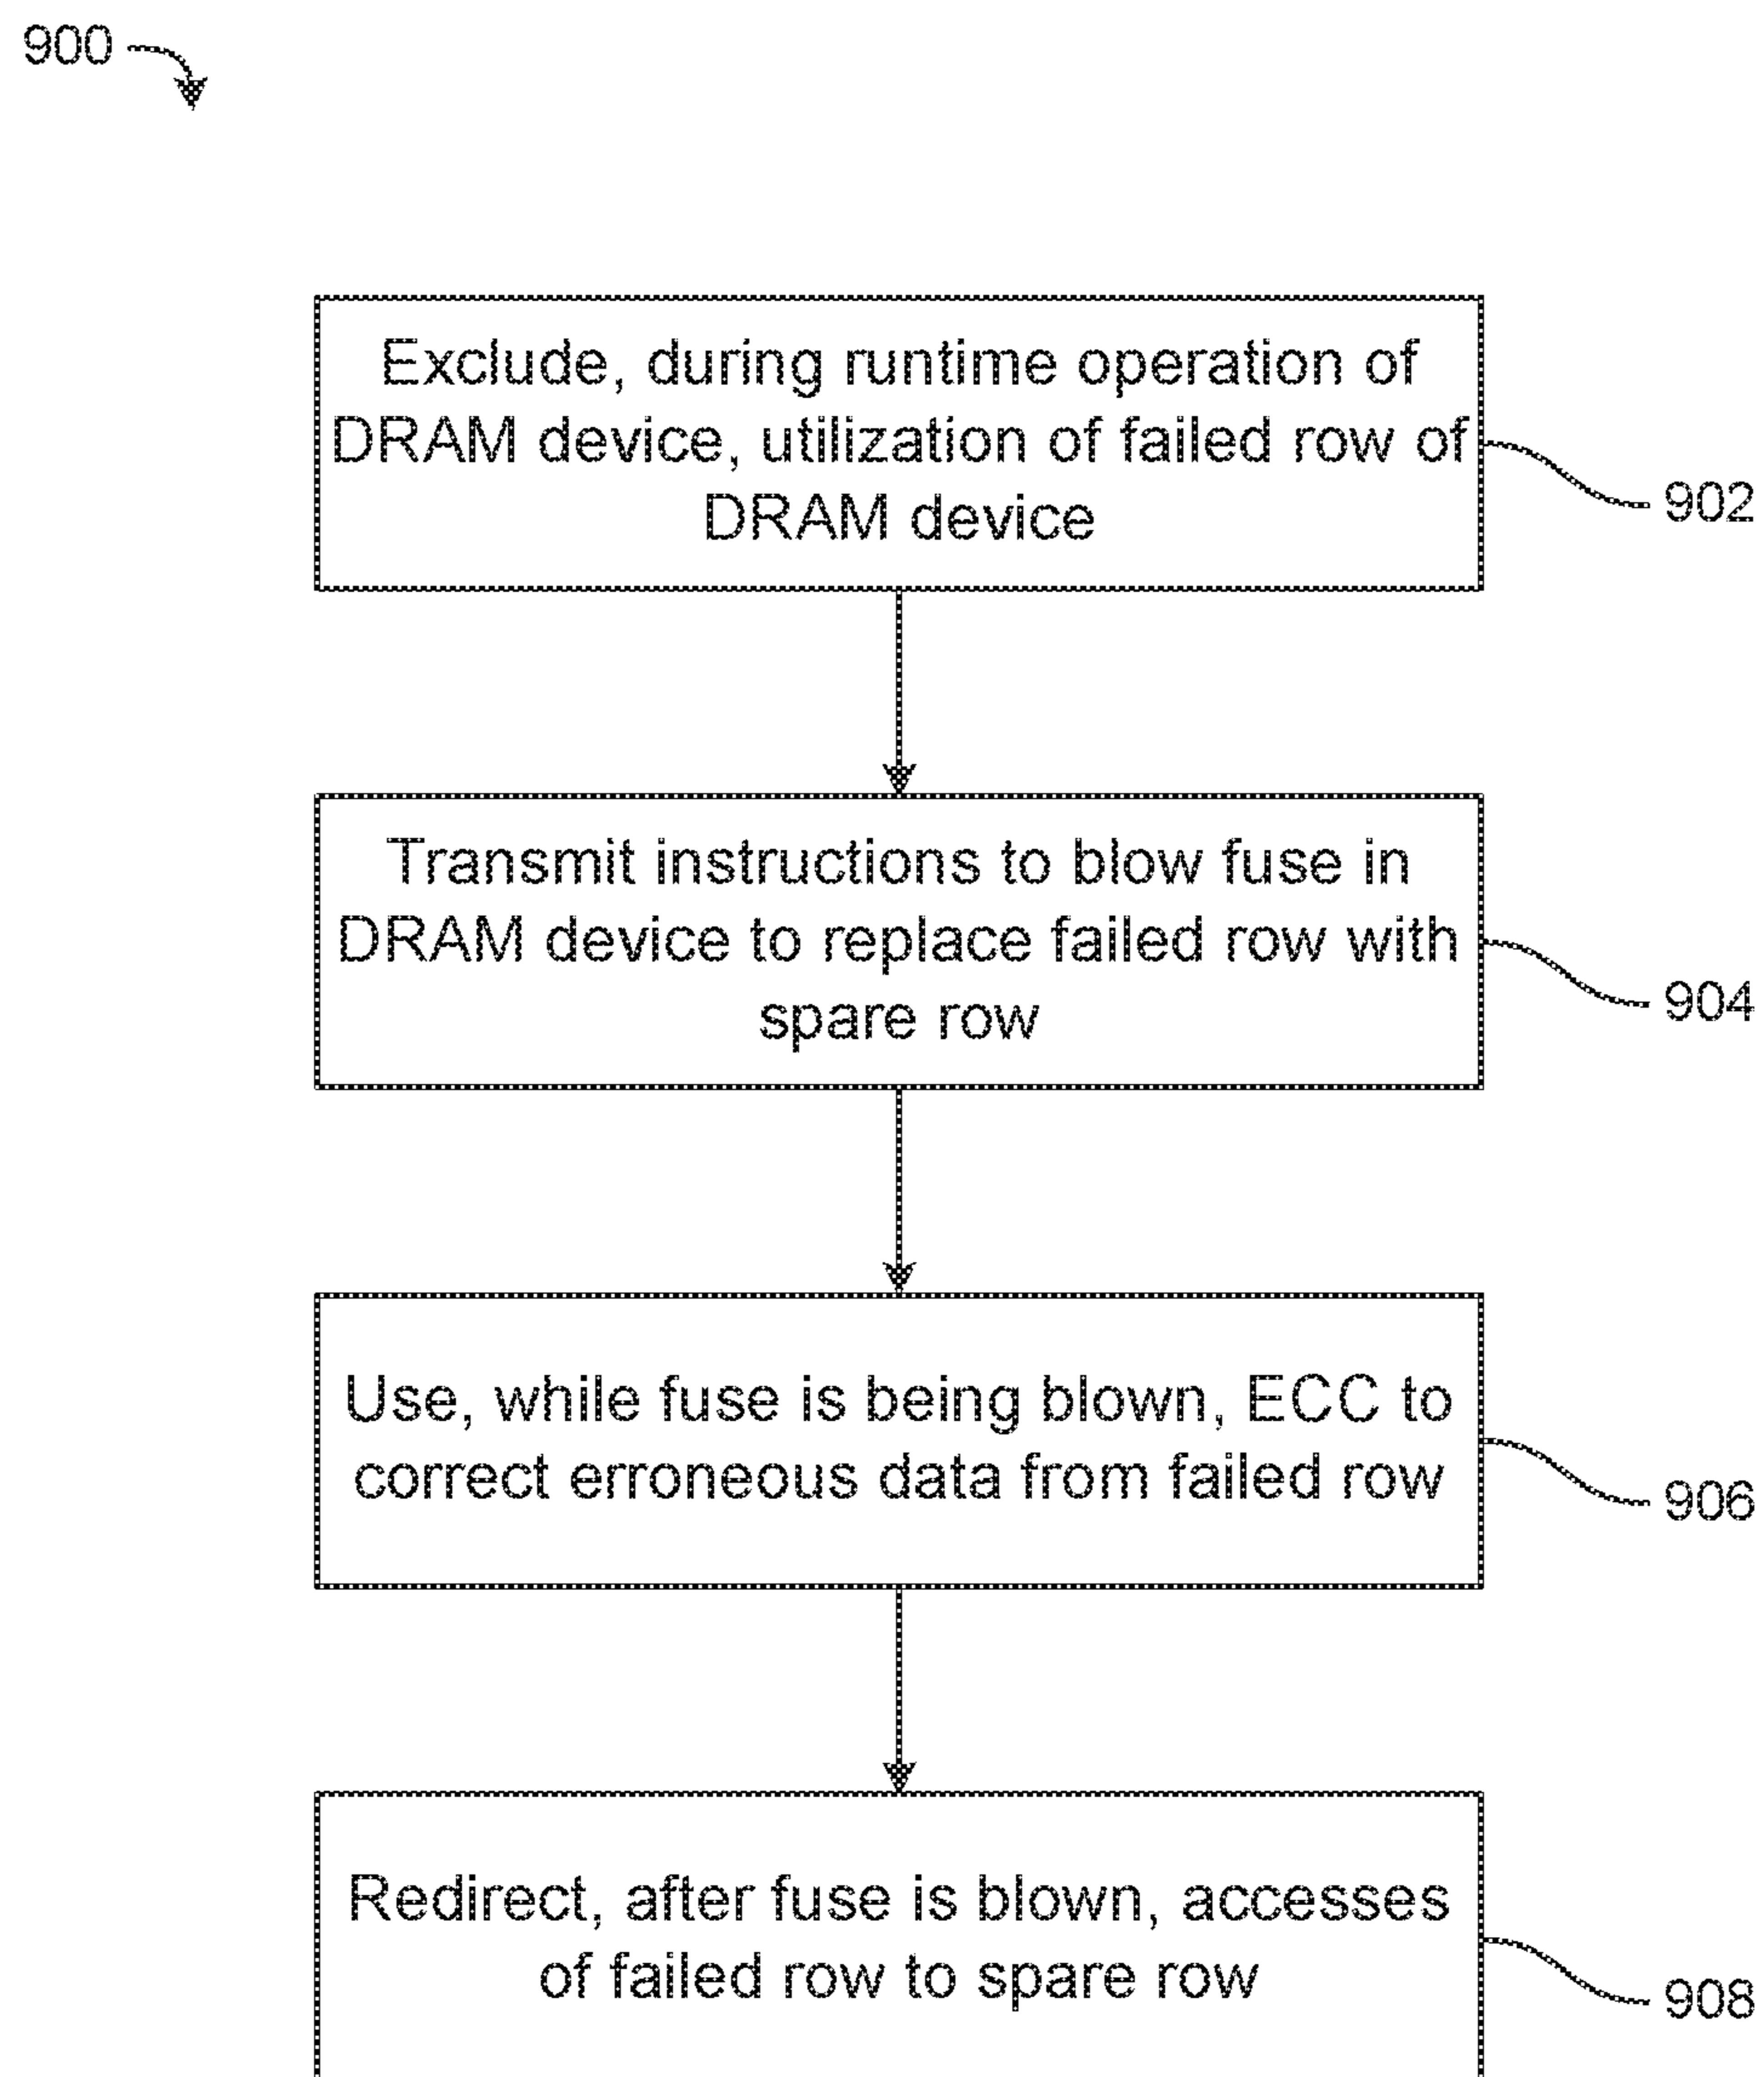 900
Exclude, during runtime operation of
DRAM device, utilization of failed row of
DRAM device
902
Transmit instructions to blow fuse in
DRAM device to replace failed row with
spare row
904
Use, while fuse is being blown, ECC to
correct erroneous data from failed row
906
Redirect, after fuse is blown, accesses
of failed row to spare row
908